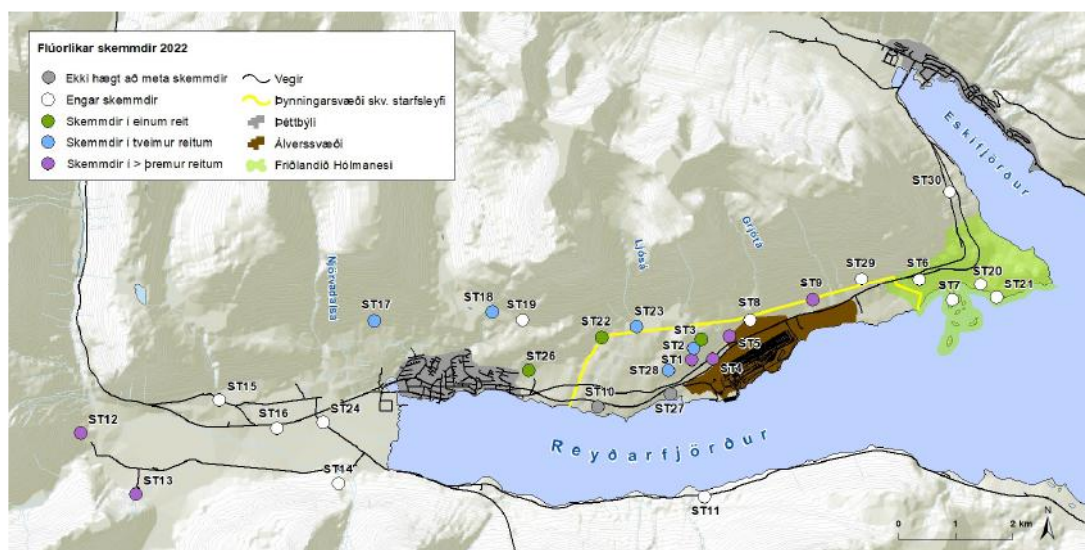 Flúorlikar skemmdir 2022
Ekki hægt að meta skemmdir
Engar skemmdir
Skemmdir í einum reit
Skemmdir í tveimur reitum
Skemmdir í > þremur reitum
Vegir
Þynningarsvæði skv. starfsleyfi
Þéttbýli
Álverssvæði
Friðlandið Hólmanesi
Eskifjörður
ST30
Grjótá
Ljósá
Njörvadalsá
ST29
ST6
ST20
ST7
ST21
ST9
ST17
ST18
ST19
ST23
ST8
ST22
ST3
ST2
ST5
ST1
ST26
ST28
ST4
ST15
ST10
ST27
ST16
ST24
ST12
Reyðarfjörður
ST14
ST13
ST11
0 1 2 km
N